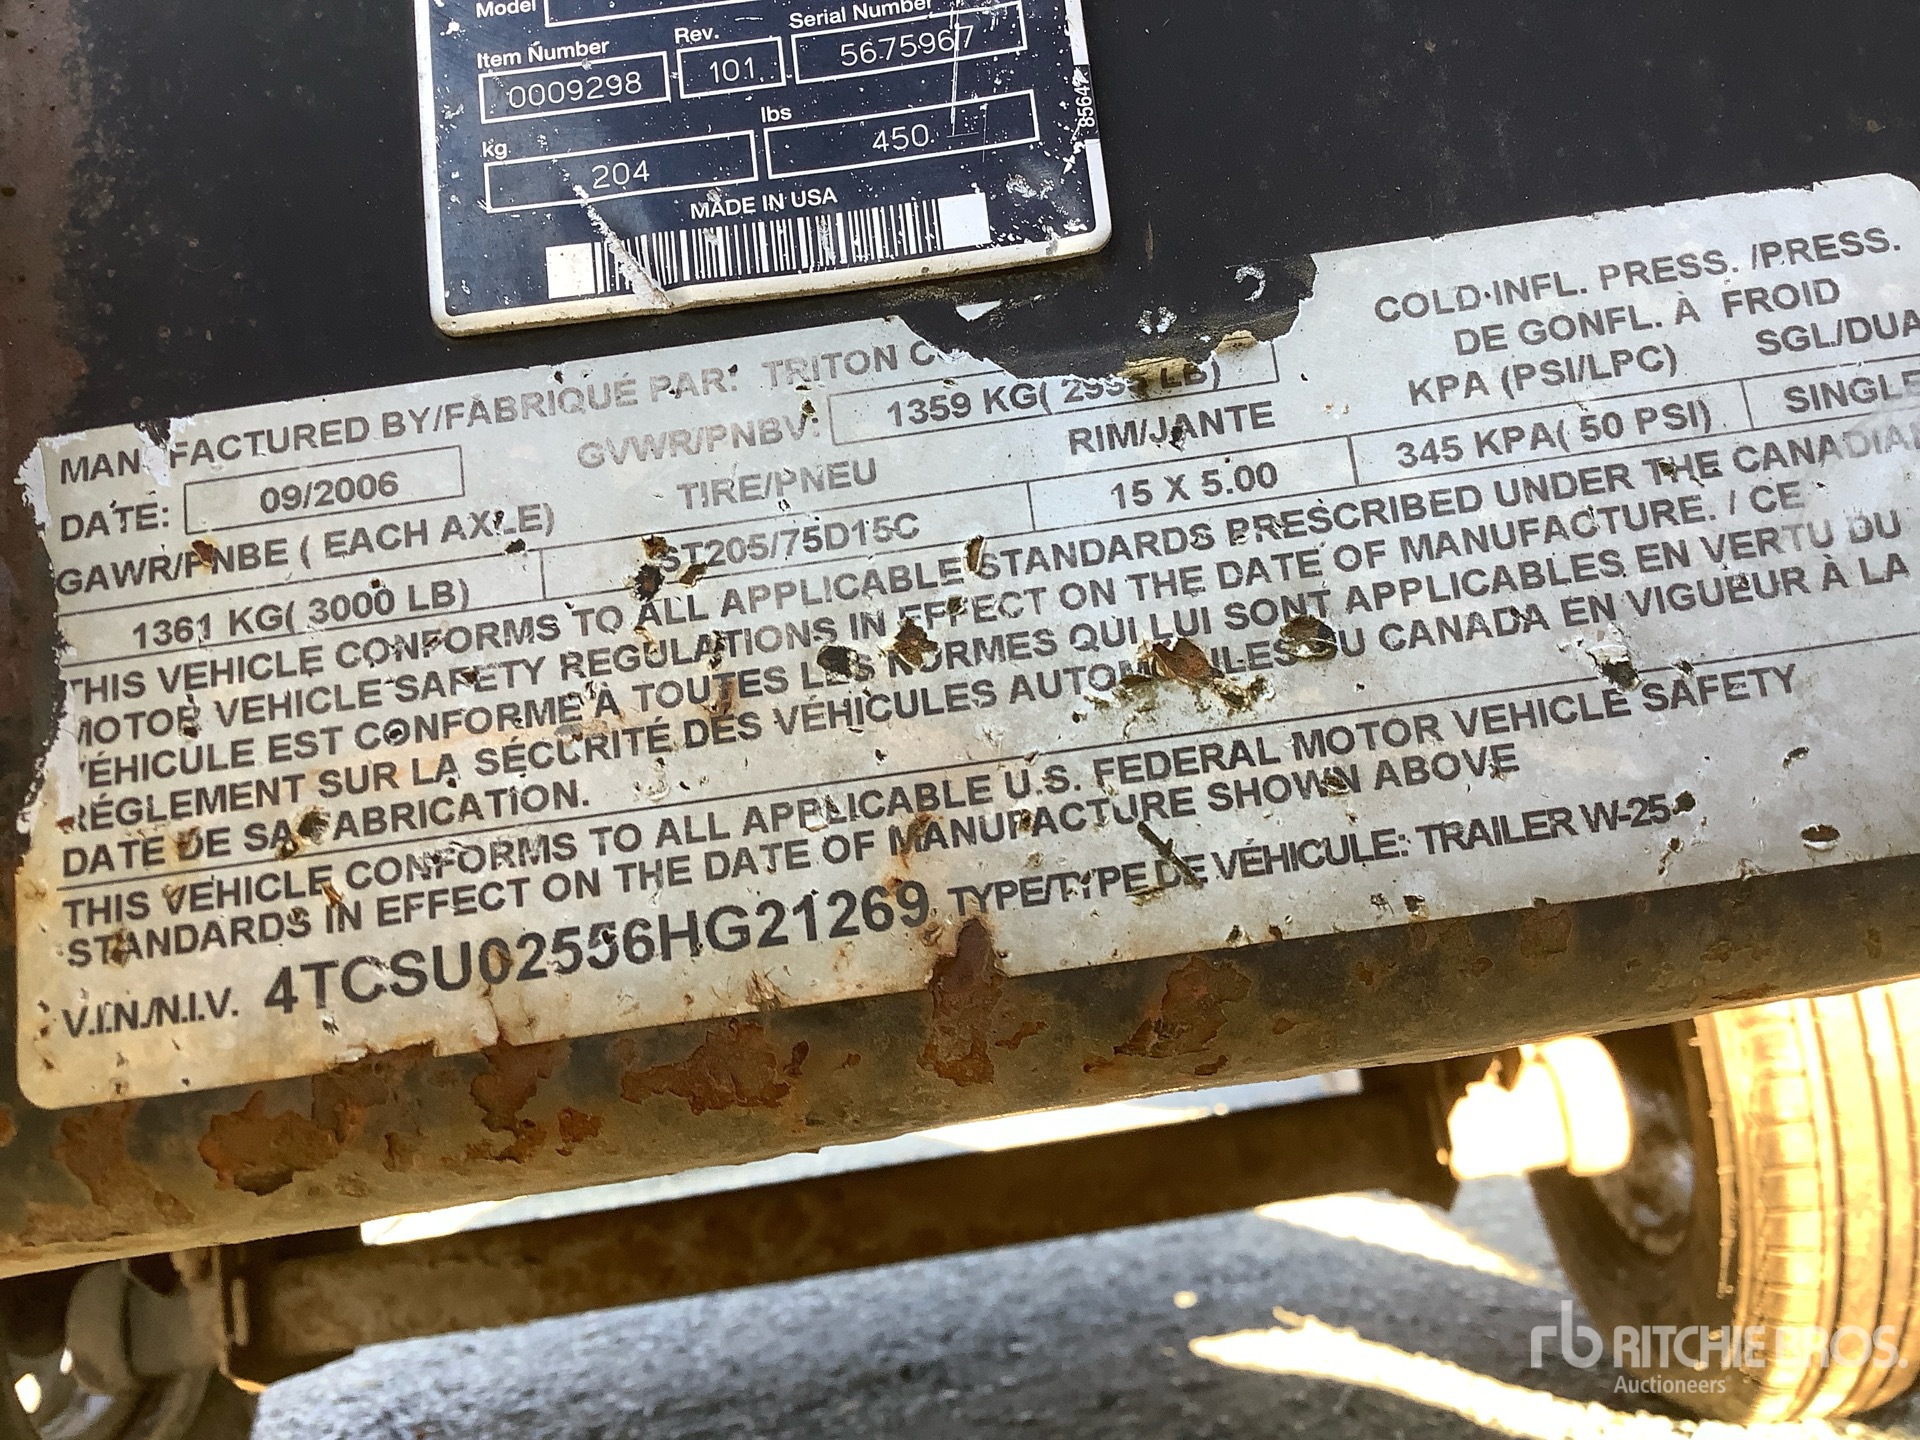 Model
Item Number Rev. Serial Number
0009298 101 5675967
kg lbs
204 450
MADE IN USA
85647
MANUFACTURED BY/FABRIQUÉ PAR: TRITON
COLD-INFL. PRESS. /PRESS.
DE GONFL. À FROID
DATE: 09/2006 GVWR/PNBV: 1359 KG( LB) KPA (PSI/LPC) SGL/DUA
GAWR/PNBE ( EACH AXLE) TIRE/PNEU RIM/JANTE
1361 KG( 3000 LB) ST205/75D15C 15 X 5.00 345 KPA( 50 PSI) SINGLE
THIS VEHICLE CONFORMS TO ALL APPLICABLE STANDARDS PRESCRIBED UNDER THE CANADIAN
MOTOR VEHICLE SAFETY REGULATIONS IN EFFECT ON THE DATE OF MANUFACTURE. / CE
VÉHICULE EST CONFORME À TOUTES LES NORMES QUI LUI SONT APPLICABLES EN VERTU DU
RÉGLEMENT SUR LA SÉCURITÉ DES VÉHICULES AUTOMOBILES DU CANADA EN VIGUEUR À LA
DATE DE SA FABRICATION.
THIS VEHICLE CONFORMS TO ALL APPLICABLE U.S. FEDERAL MOTOR VEHICLE SAFETY
STANDARDS IN EFFECT ON THE DATE OF MANUFACTURE SHOWN ABOVE
V.I.N./N.I.V. 4TCSU02556HG21269 TYPE/TYPE DE VÉHICULE: TRAILER W-25
rb RITCHIE BROS.
Auctioneers